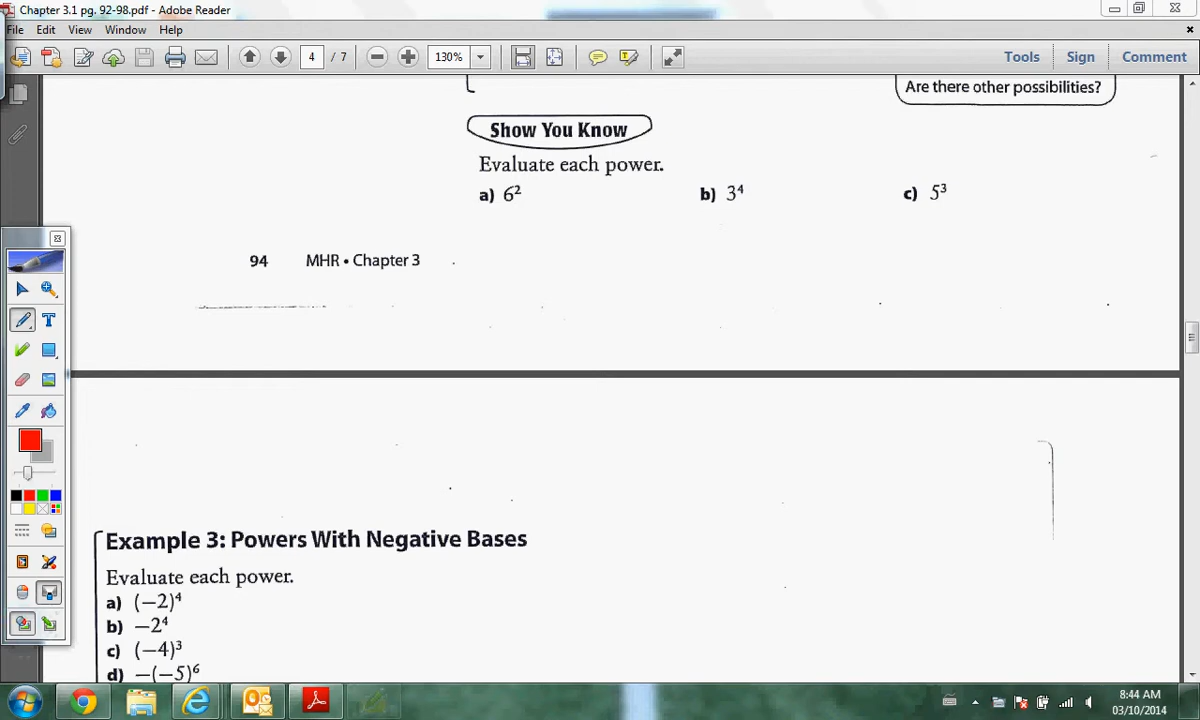 Chapter 3.1 pg. 92-98.pdf - Adobe Reader
File Edit View Window Help
4 / 7 130% Tools Sign Comment
Are there other possibilities?
Show You Know
Evaluate each power.
a) 6² b) 3⁴ c) 5³
94 MHR • Chapter 3
Example 3: Powers With Negative Bases
Evaluate each power.
a) (−2)⁴
b) −2⁴
c) (−4)³
d) −(−5)⁶
8:44 AM
03/10/2014